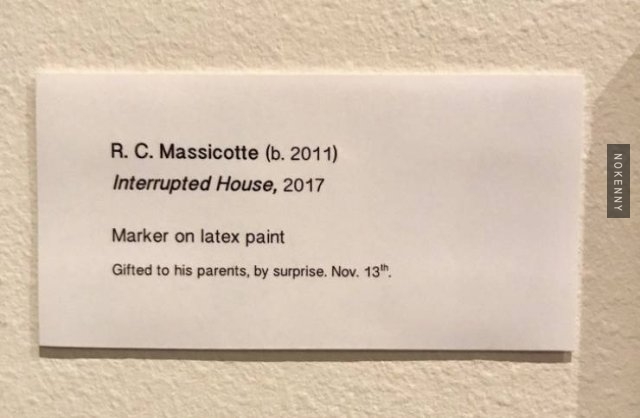 R. C. Massicotte (b. 2011)
Interrupted House, 2017
Marker on latex paint
Gifted to his parents, by surprise. Nov. 13th.
NOKENNY